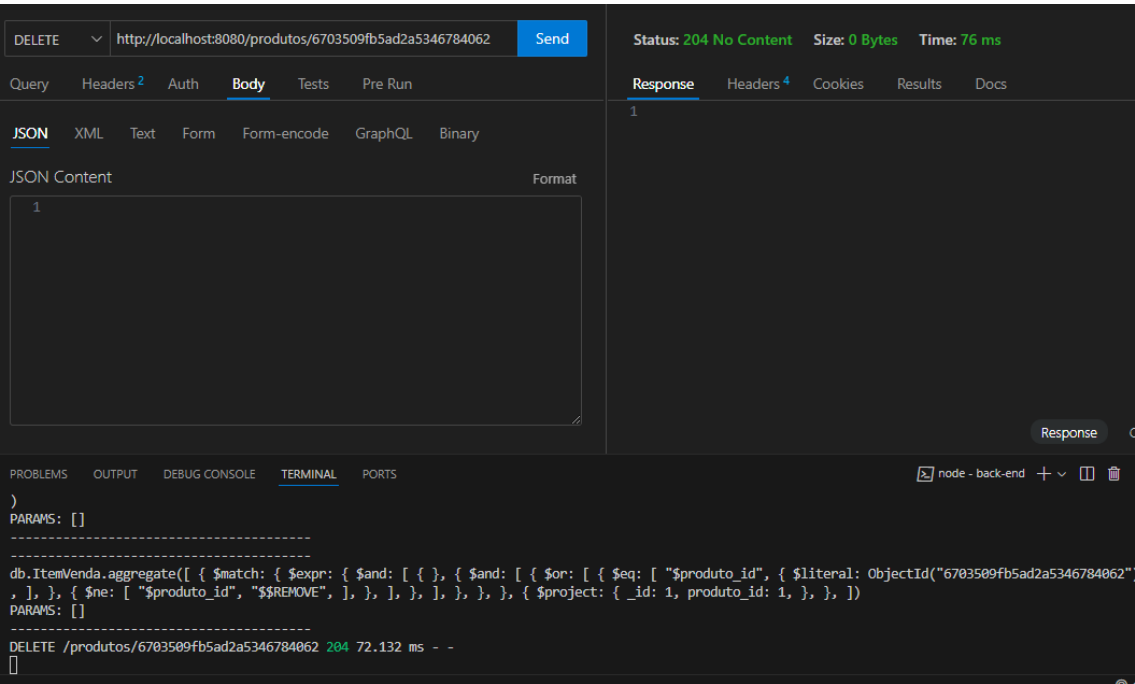 DELETE http://localhost:8080/produtos/6703509fb5ad2a5346784062 Send
Query Headers 2 Auth Body Tests Pre Run
JSON XML Text Form Form-encode GraphQL Binary
JSON Content Format
1
Status: 204 No Content Size: 0 Bytes Time: 76 ms
Response Headers 4 Cookies Results Docs
1
Response
PROBLEMS OUTPUT DEBUG CONSOLE TERMINAL PORTS node - back-end
)
PARAMS: []
----------------------------------------
----------------------------------------
db.ItemVenda.aggregate([ { $match: { $expr: { $and: [ { }, { $and: [ { $or: [ { $eq: [ "$produto_id", { $literal: ObjectId("6703509fb5ad2a5346784062")
, ], }, { $ne: [ "$produto_id", "$$REMOVE", ], }, ], }, ], }, }, }, { $project: { _id: 1, produto_id: 1, }, }, ])
PARAMS: []
----------------------------------------
DELETE /produtos/6703509fb5ad2a5346784062 204 72.132 ms - -